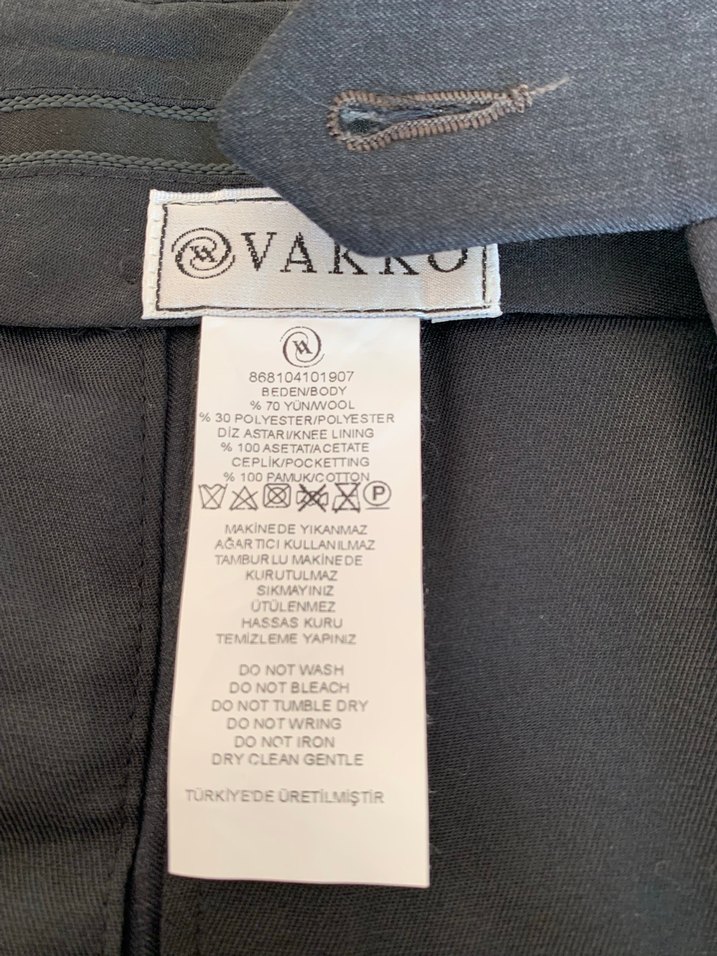 VAKKO
868104101907
BEDEN/BODY
% 70 YÜN/WOOL
% 30 POLYESTER/POLYESTER
DİZ ASTARI/KNEE LINING
% 100 ASETAT/ACETATE
CEPLİK/POCKETTING
% 100 PAMUK/COTTON
P
MAKİNEDE YIKANMAZ
AĞARTICI KULLANILMAZ
TAMBURLU MAKİNEDE
KURUTULMAZ
SIKMAYINIZ
ÜTÜLENMEZ
HASSAS KURU
TEMİZLEME YAPINIZ
DO NOT WASH
DO NOT BLEACH
DO NOT TUMBLE DRY
DO NOT WRING
DO NOT IRON
DRY CLEAN GENTLE
TÜRKİYE'DE ÜRETİLMİŞTİR